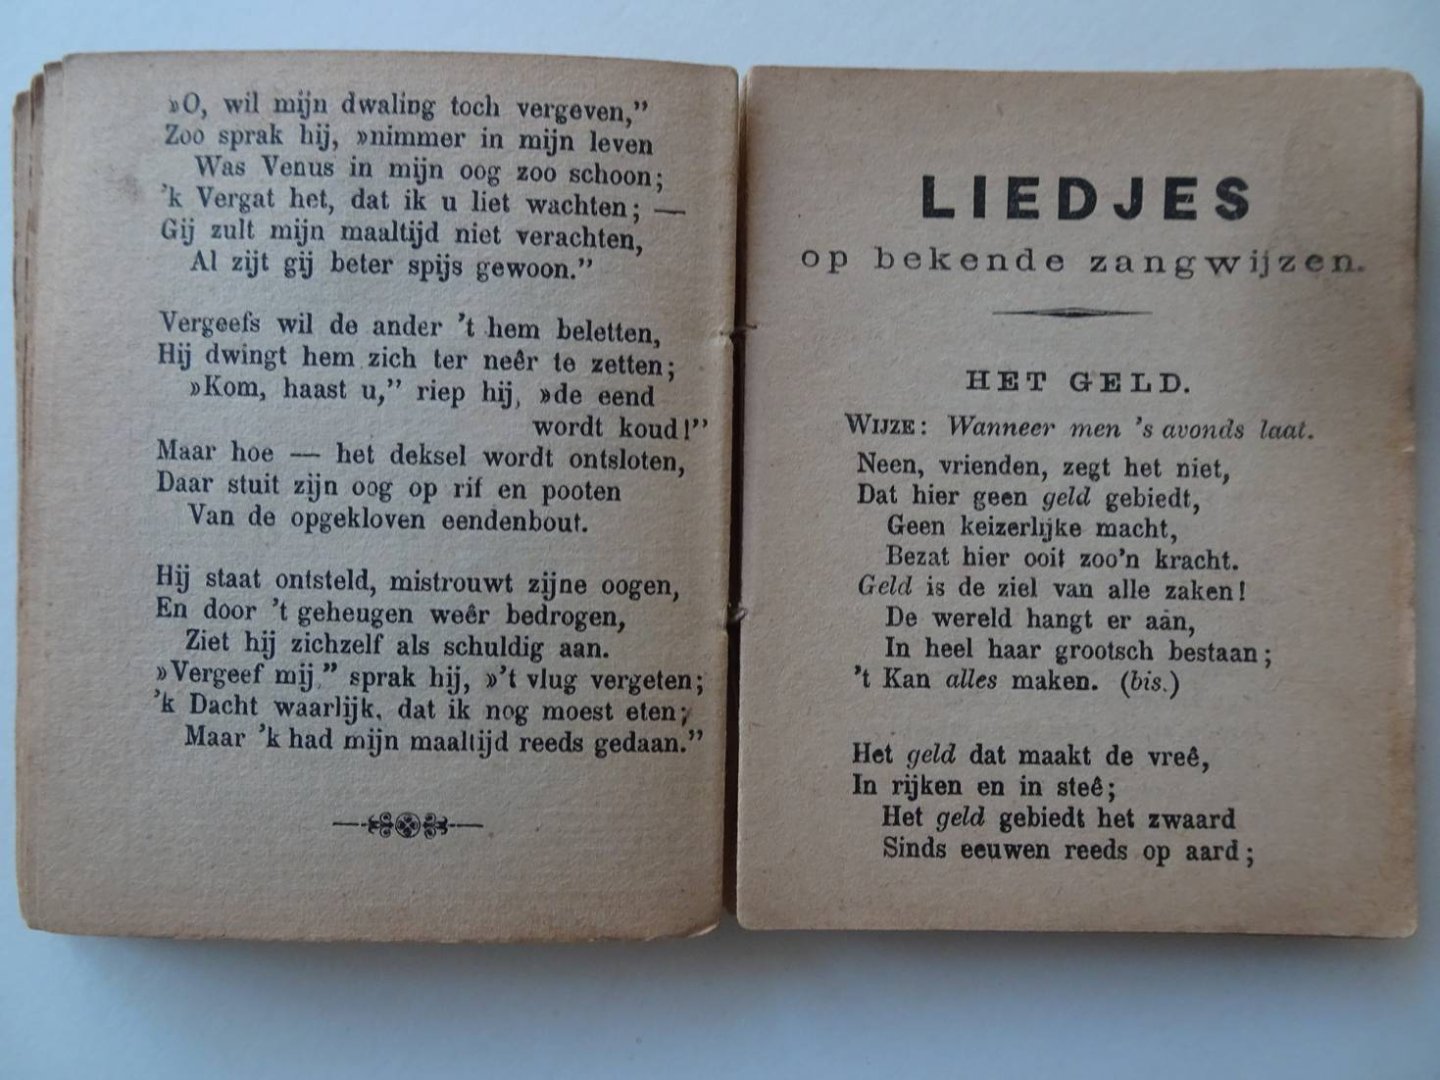 »O, wil mijn dwaling toch vergeven,”
Zoo sprak hij, »nimmer in mijn leven
Was Venus in mijn oog zoo schoon;
’k Vergat het, dat ik u liet wachten; —
Gij zult mijn maaltijd niet verachten,
Al zijt gij beter spijs gewoon.”
Vergeefs wil de ander ’t hem beletten,
Hij dwingt hem zich ter neêr te zetten;
»Kom, haast u,” riep hij, »de eend
wordt koud!”
Maar hoe — het deksel wordt ontsloten,
Daar stuit zijn oog op rif en pooten
Van de opgekloven eendenbout.
Hij staat ontsteld, mistrouwt zijne oogen,
En door ’t geheugen weêr bedrogen,
Ziet hij zichzelf als schuldig aan.
»Vergeef mij,” sprak hij, »’t vlug vergeten;
’k Dacht waarlijk, dat ik nog moest eten;
Maar ’k had mijn maaltijd reeds gedaan.”
LIEDJES
op bekende zangwijzen.
HET GELD.
WIJZE: Wanneer men ’s avonds laat.
Neen, vrienden, zegt het niet,
Dat hier geen geld gebiedt,
Geen keizerlijke macht,
Bezat hier ooit zoo’n kracht.
Geld is de ziel van alle zaken!
De wereld hangt er aan,
In heel haar grootsch bestaan;
’t Kan alles maken. (bis.)
Het geld dat maakt de vreê,
In rijken en in steê;
Het geld gebiedt het zwaard
Sinds eeuwen reeds op aard;